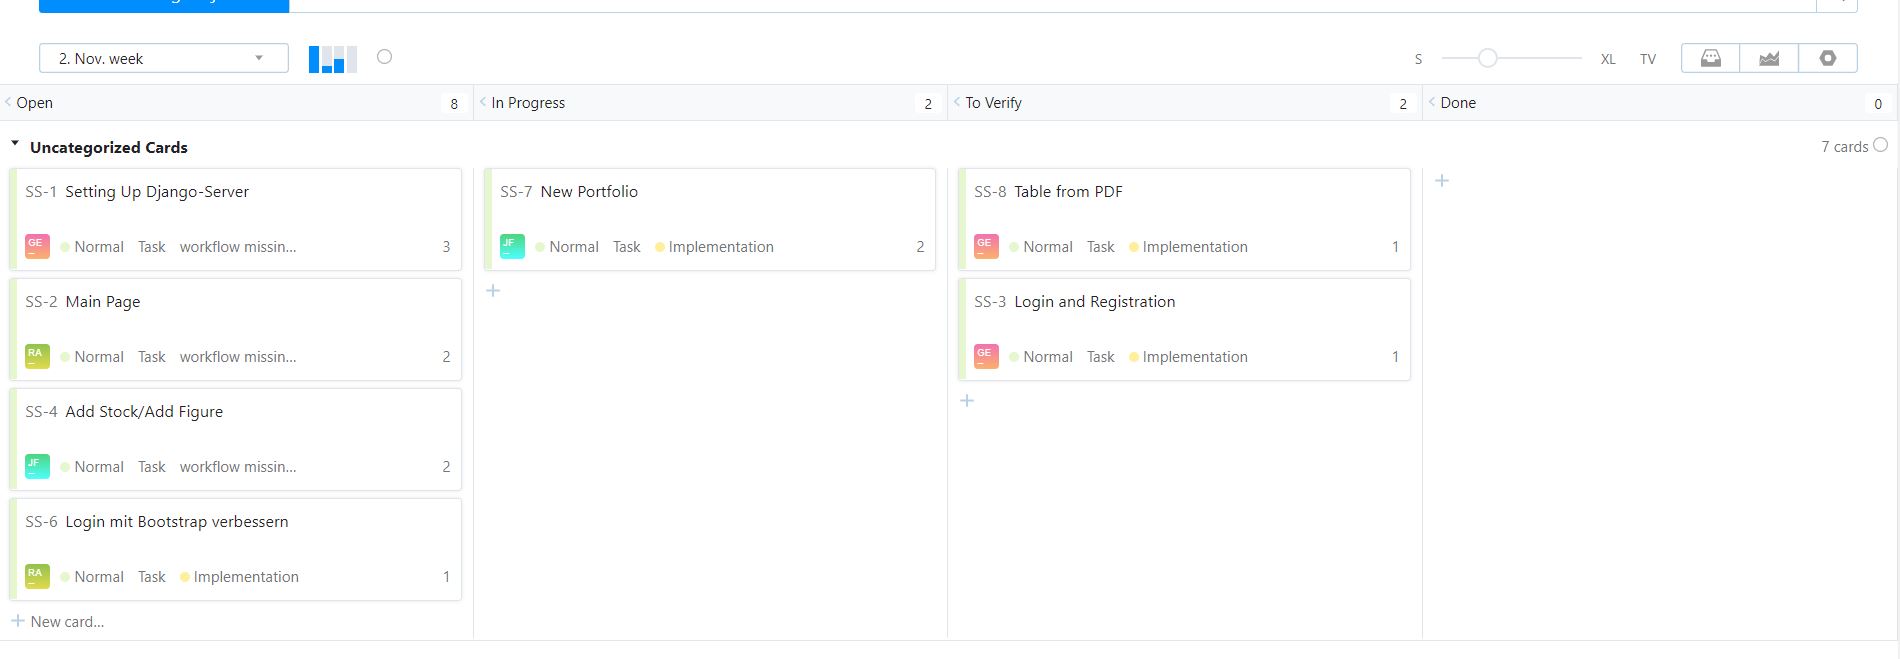 2. Nov. week
S XL TV
Open 8
In Progress 2
To Verify 2
Done 0
Uncategorized Cards
7 cards
SS-1 Setting Up Django-Server
GE Normal Task workflow missin... 3
SS-2 Main Page
RA Normal Task workflow missin... 2
SS-4 Add Stock/Add Figure
JF Normal Task workflow missin... 2
SS-6 Login mit Bootstrap verbessern
RA Normal Task Implementation 1
New card...
SS-7 New Portfolio
JF Normal Task Implementation 2
SS-8 Table from PDF
GE Normal Task Implementation 1
SS-3 Login and Registration
GE Normal Task Implementation 1